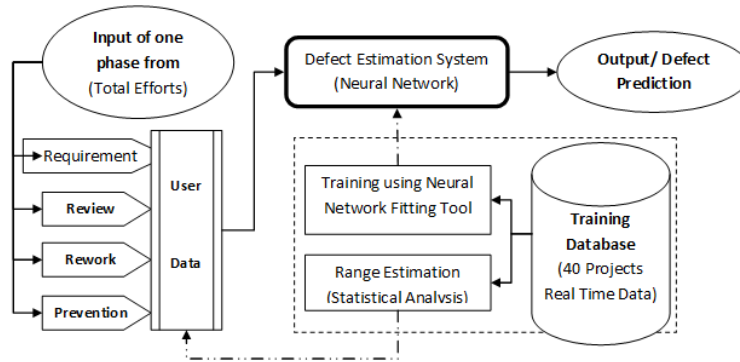 Input of one
phase from
(Total Efforts)
Defect Estimation System
(Neural Network)
Output/ Defect
Prediction
Requirement
Review
Rework
Prevention
User
Data
Training using Neural
Network Fitting Tool
Range Estimation
(Statistical Analysis)
Training
Database
(40 Projects
Real Time Data)